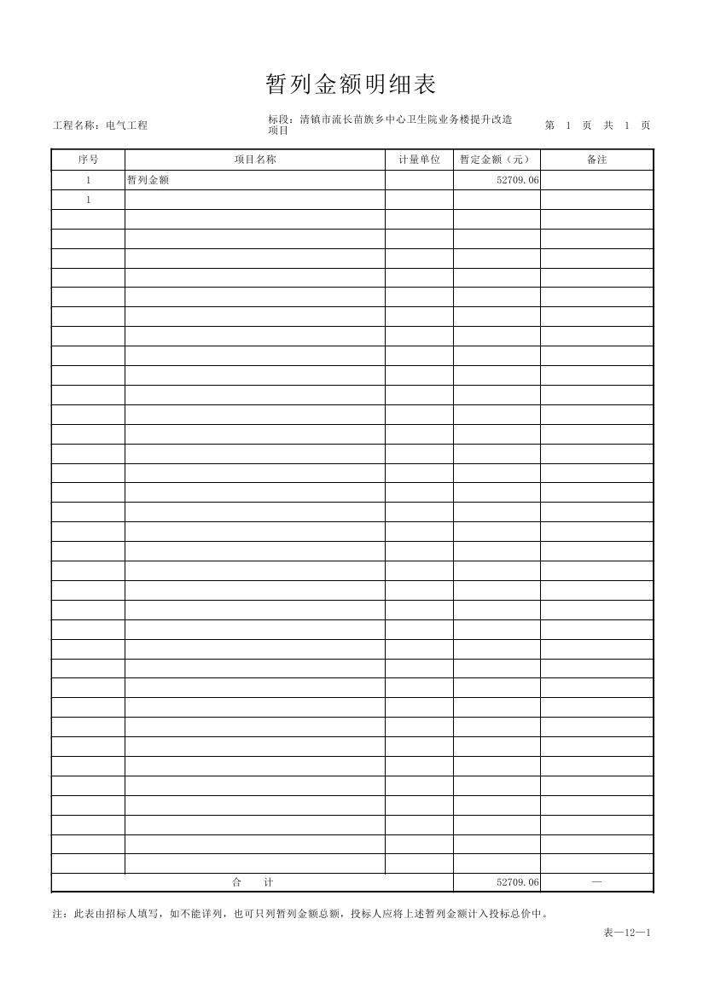 暂列金额明细表
工程名称：电气工程
标段：清镇市流长苗族乡中心卫生院业务楼提升改造
项目
第 1 页 共 1 页
序号 项目名称 计量单位 暂定金额（元） 备注
1 暂列金额 52709.06
1
合 计 52709.06 —
注：此表由招标人填写，如不能详列，也可只列暂列金额总额，投标人应将上述暂列金额计入投标总价中。
表—12—1